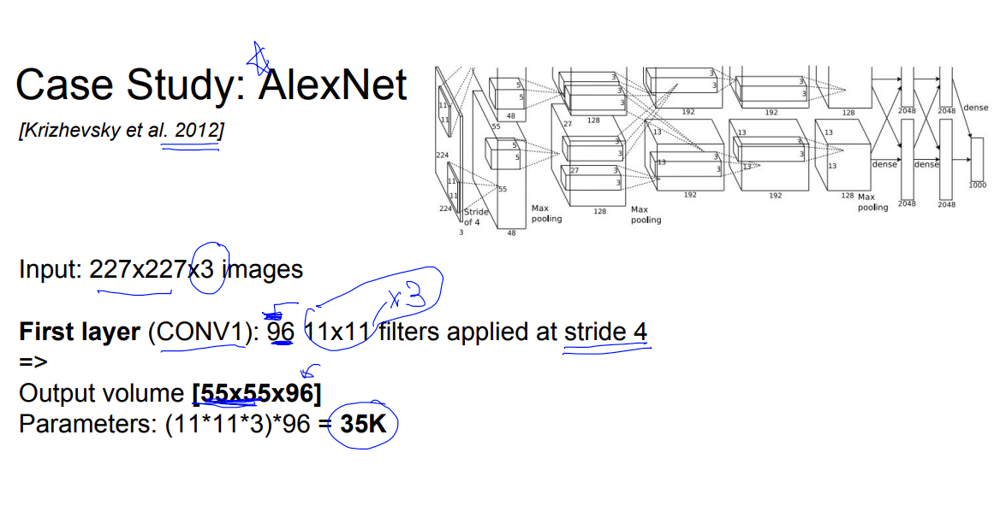 Case Study: AlexNet
[Krizhevsky et al. 2012]
11
11
224
11
11
224
3
Stride
of 4
5
5
48
55
5
5
55
48
Max
pooling
3
3
128
27
3
3
27
3
3
128
Max
pooling
3
3
192
13
3
3
13
192
3
3
192
13
3
3
13
192
128
13
13
128
Max
pooling
dense
2048
2048
dense
2048
2048
dense
1000
Input: 227x227x3 images
x3
First layer (CONV1): 96 11x11 filters applied at stride 4
=>
Output volume [55x55x96]
Parameters: (11*11*3)*96 = 35K